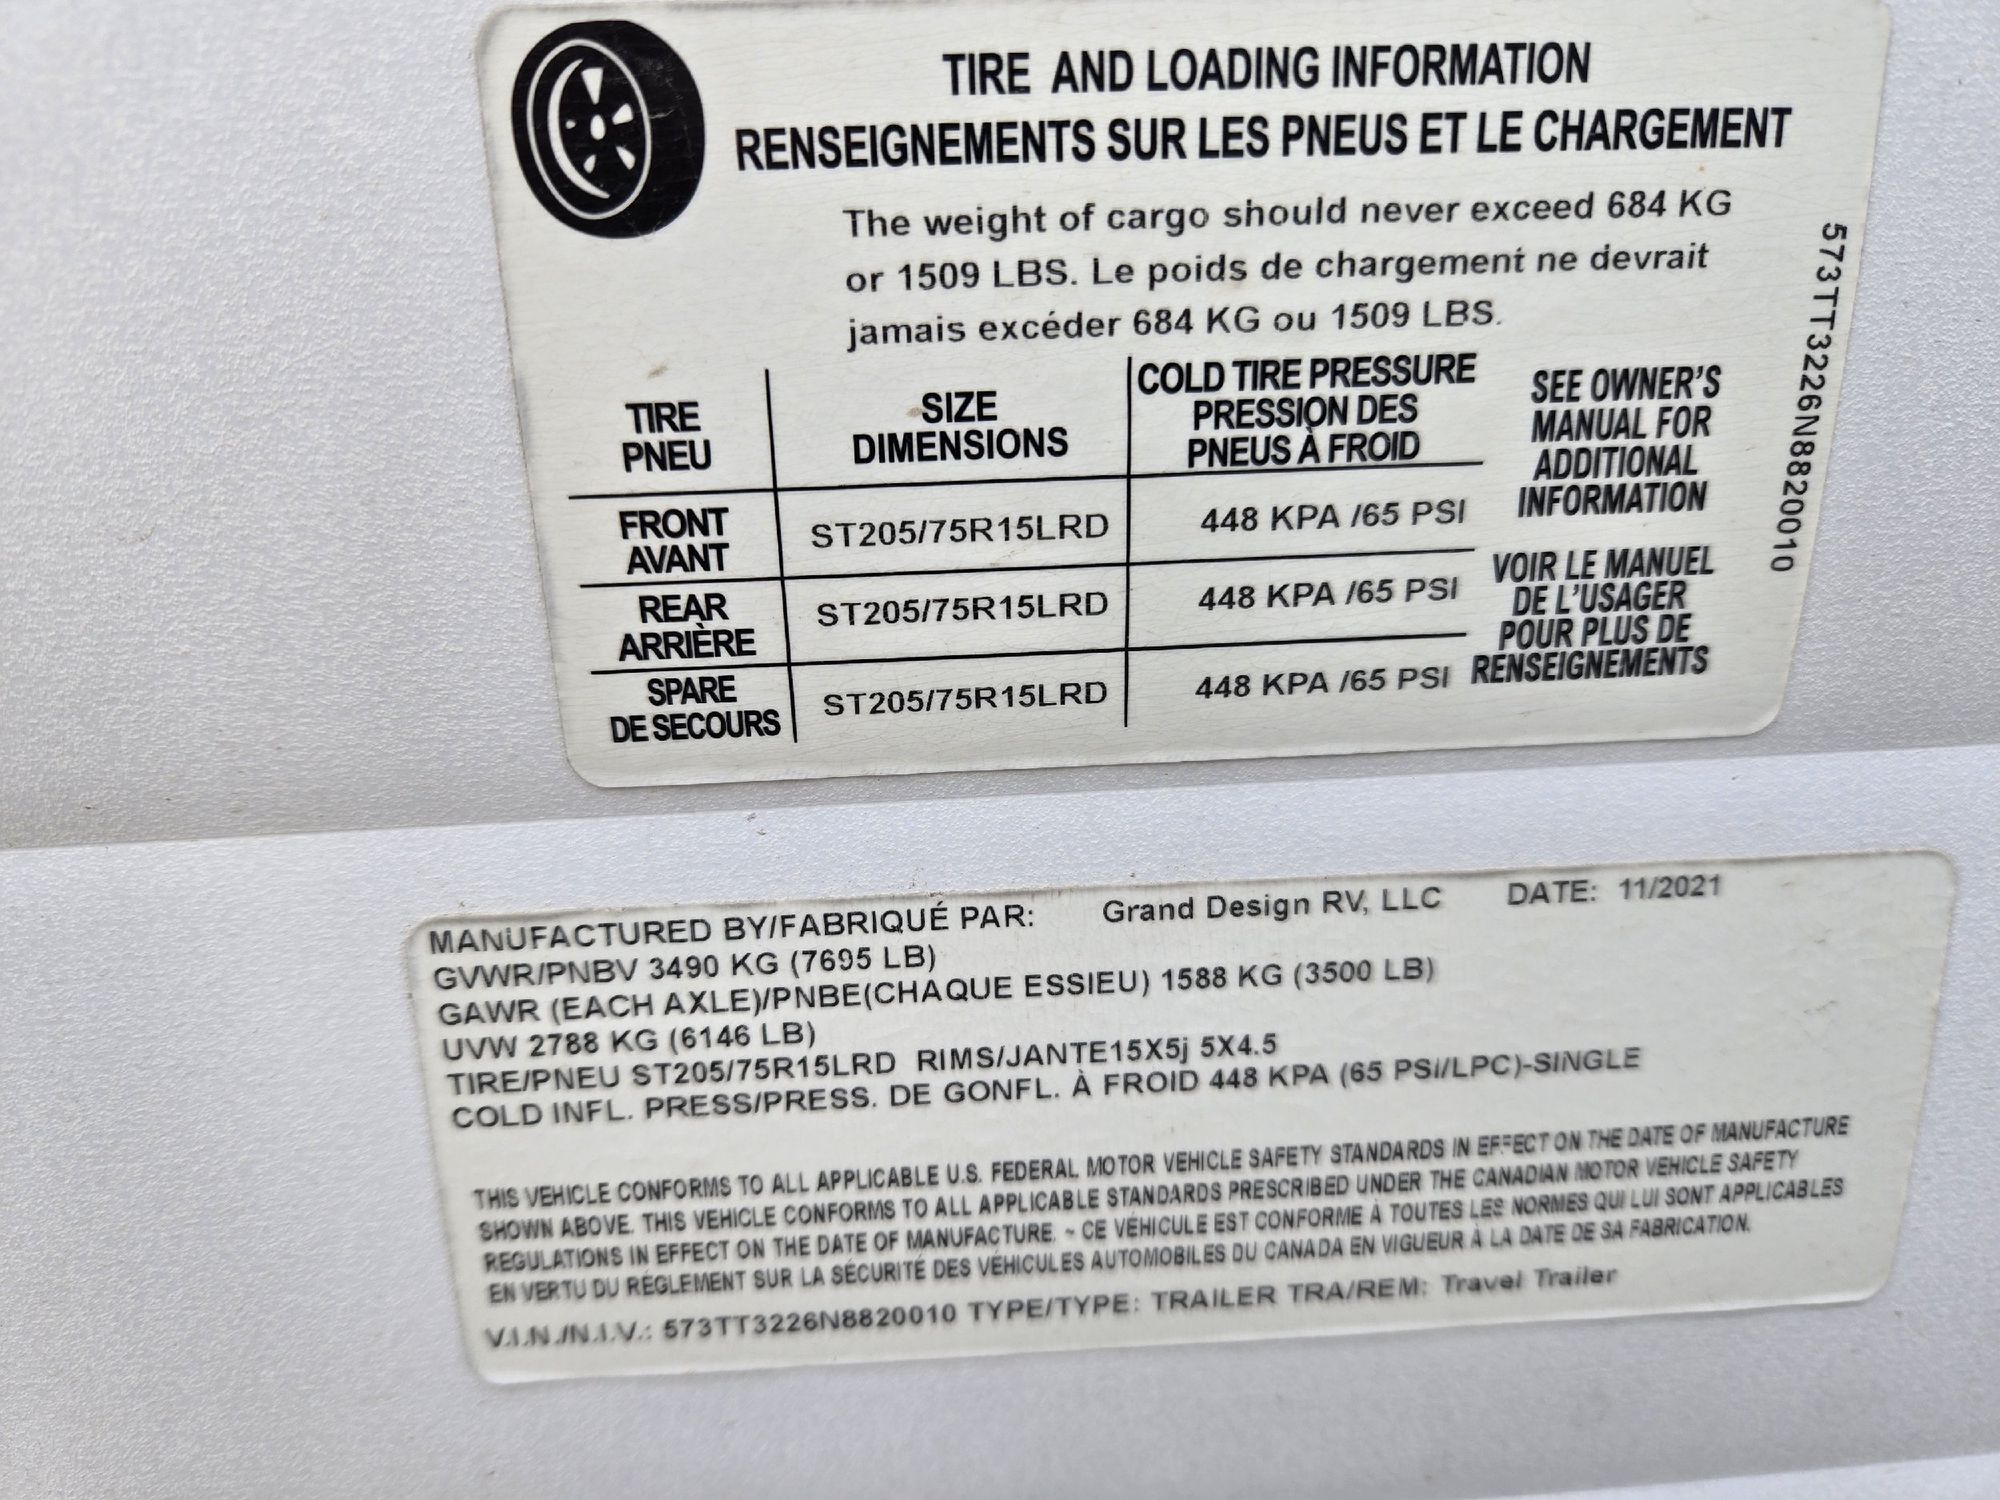 TIRE AND LOADING INFORMATION
RENSEIGNEMENTS SUR LES PNEUS ET LE CHARGEMENT
The weight of cargo should never exceed 684 KG
or 1509 LBS. Le poids de chargement ne devrait
jamais excéder 684 KG ou 1509 LBS.
TIRE
PNEU
SIZE
DIMENSIONS
COLD TIRE PRESSURE
PRESSION DES
PNEUS À FROID
FRONT
AVANT
ST205/75R15LRD
448 KPA /65 PSI
REAR
ARRIÈRE
ST205/75R15LRD
448 KPA /65 PSI
SPARE
DE SECOURS
ST205/75R15LRD
448 KPA /65 PSI
SEE OWNER'S
MANUAL FOR
ADDITIONAL
INFORMATION
VOIR LE MANUEL
DE L'USAGER
POUR PLUS DE
RENSEIGNEMENTS
573TT3226N8820010
MANUFACTURED BY/FABRIQUÉ PAR: Grand Design RV, LLC DATE: 11/2021
GVWR/PNBV 3490 KG (7695 LB)
GAWR (EACH AXLE)/PNBE(CHAQUE ESSIEU) 1588 KG (3500 LB)
UVW 2788 KG (6146 LB)
TIRE/PNEU ST205/75R15LRD RIMS/JANTE15X5j 5X4.5
COLD INFL. PRESS/PRESS. DE GONFL. À FROID 448 KPA (65 PSI/LPC)-SINGLE
THIS VEHICLE CONFORMS TO ALL APPLICABLE U.S. FEDERAL MOTOR VEHICLE SAFETY STANDARDS IN EFFECT ON THE DATE OF MANUFACTURE
SHOWN ABOVE. THIS VEHICLE CONFORMS TO ALL APPLICABLE STANDARDS PRESCRIBED UNDER THE CANADIAN MOTOR VEHICLE SAFETY
REGULATIONS IN EFFECT ON THE DATE OF MANUFACTURE. ~ CE VÉHICULE EST CONFORME À TOUTES LES NORMES QUI LUI SONT APPLICABLES
EN VERTU DU RÉGLEMENT SUR LA SÉCURITÉ DES VÉHICULES AUTOMOBILES DU CANADA EN VIGUEUR À LA DATE DE SA FABRICATION.
V.I.N./N.I.V.: 573TT3226N8820010 TYPE/TYPE: TRAILER TRA/REM: Travel Trailer